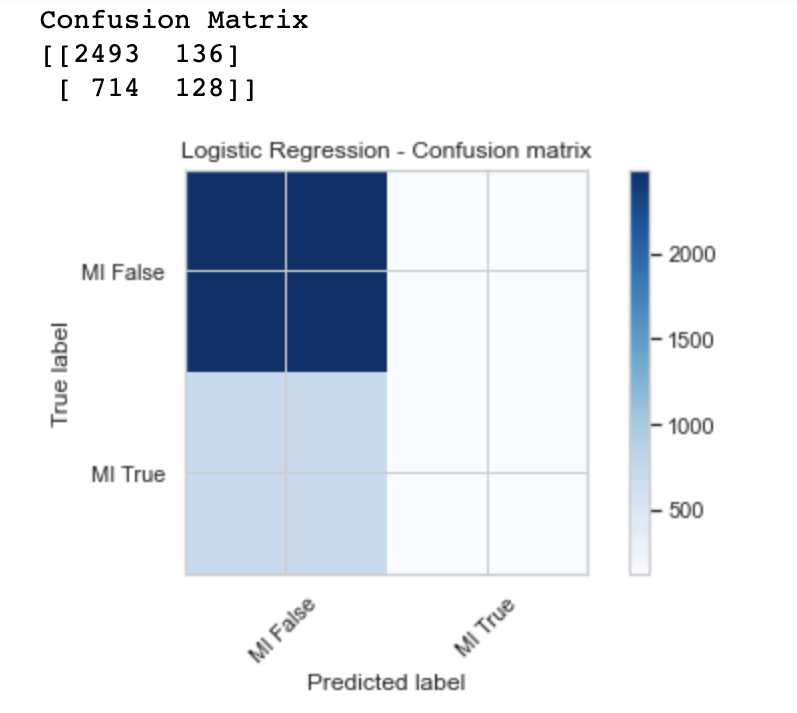 Confusion Matrix
[[2493  136]
 [ 714  128]]
Logistic Regression - Confusion matrix
MI False
MI True
True label
2000
1500
1000
500
MI False
MI True
Predicted label